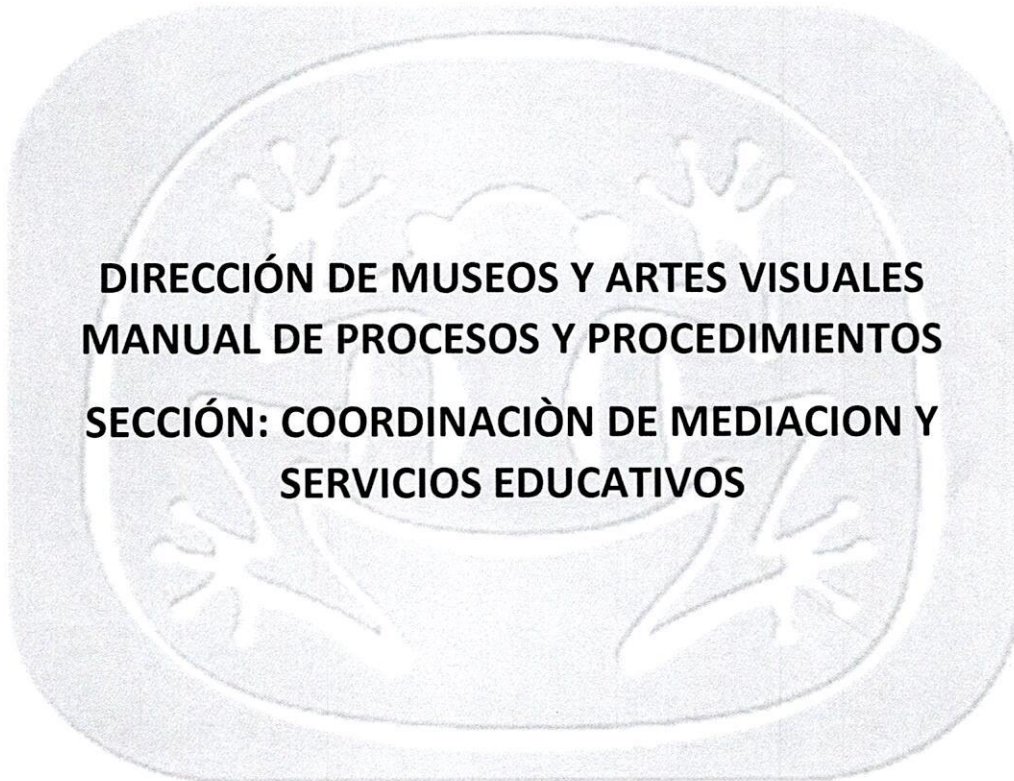 DIRECCIÓN DE MUSEOS Y ARTES VISUALES
MANUAL DE PROCESOS Y PROCEDIMIENTOS
SECCIÓN: COORDINACIÒN DE MEDIACION Y
SERVICIOS EDUCATIVOS